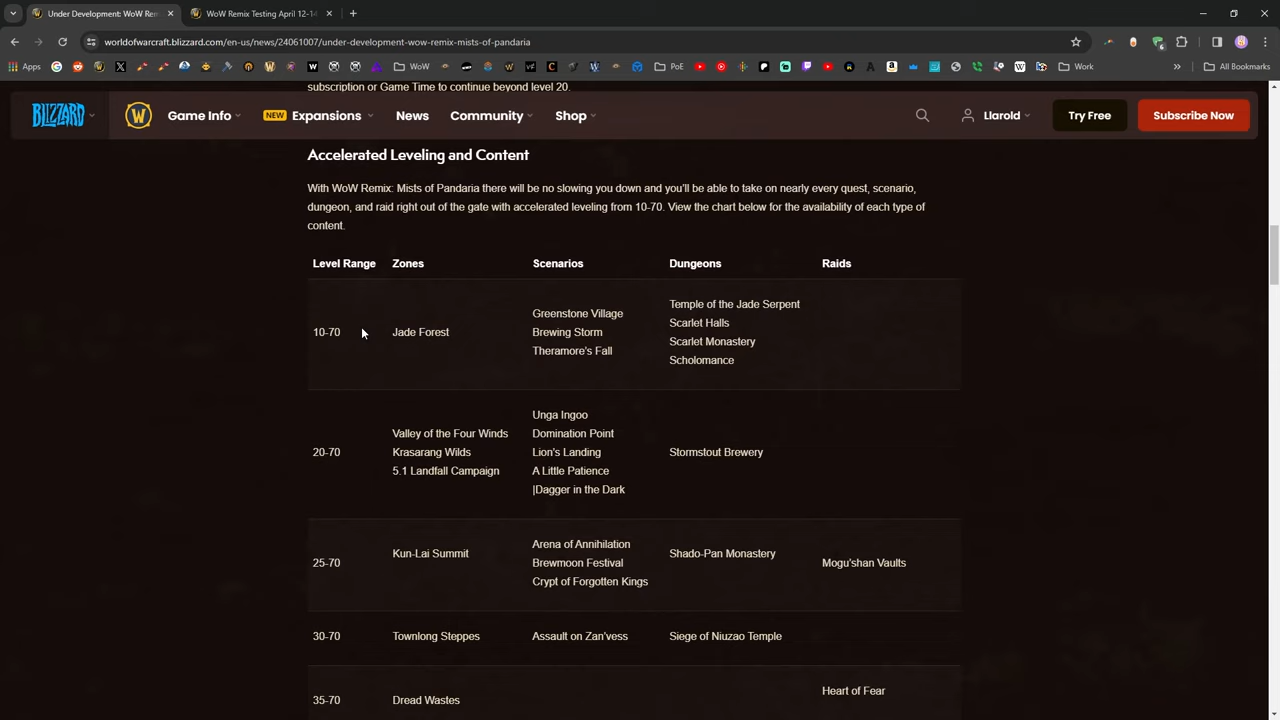 Under Development: WoW Rem
WoW Remix Testing April 12-14
worldofwarcraft.blizzard.com/en-us/news/24061007/under-development-wow-remix-mists-of-pandaria
Apps
WoW
PoE
Work
All Bookmarks
subscription or Game Time to continue beyond level 20.
BLIZZARD
Game Info
NEW Expansions
News
Community
Shop
Llarold
Try Free
Subscribe Now
Accelerated Leveling and Content
With WoW Remix: Mists of Pandaria there will be no slowing you down and you'll be able to take on nearly every quest, scenario,
dungeon, and raid right out of the gate with accelerated leveling from 10-70. View the chart below for the availability of each type of
content.
Level Range Zones Scenarios Dungeons Raids
10-70
Jade Forest
Greenstone Village
Brewing Storm
Theramore's Fall
Temple of the Jade Serpent
Scarlet Halls
Scarlet Monastery
Scholomance
20-70
Valley of the Four Winds
Krasarang Wilds
5.1 Landfall Campaign
Unga Ingoo
Domination Point
Lion's Landing
A Little Patience
|Dagger in the Dark
Stormstout Brewery
25-70
Kun-Lai Summit
Arena of Annihilation
Brewmoon Festival
Crypt of Forgotten Kings
Shado-Pan Monastery
Mogu'shan Vaults
30-70
Townlong Steppes
Assault on Zan'vess
Siege of Niuzao Temple
35-70
Dread Wastes
Heart of Fear